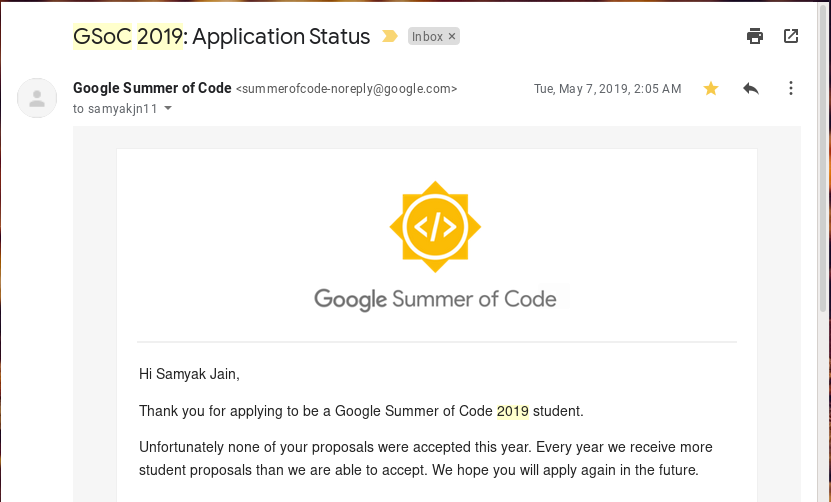 GSoC 2019: Application Status Inbox ×
Google Summer of Code <summerofcode-noreply@google.com> Tue, May 7, 2019, 2:05 AM
to samyakjn11
</>
Google Summer of Code
Hi Samyak Jain,
Thank you for applying to be a Google Summer of Code 2019 student.
Unfortunately none of your proposals were accepted this year. Every year we receive more
student proposals than we are able to accept. We hope you will apply again in the future.